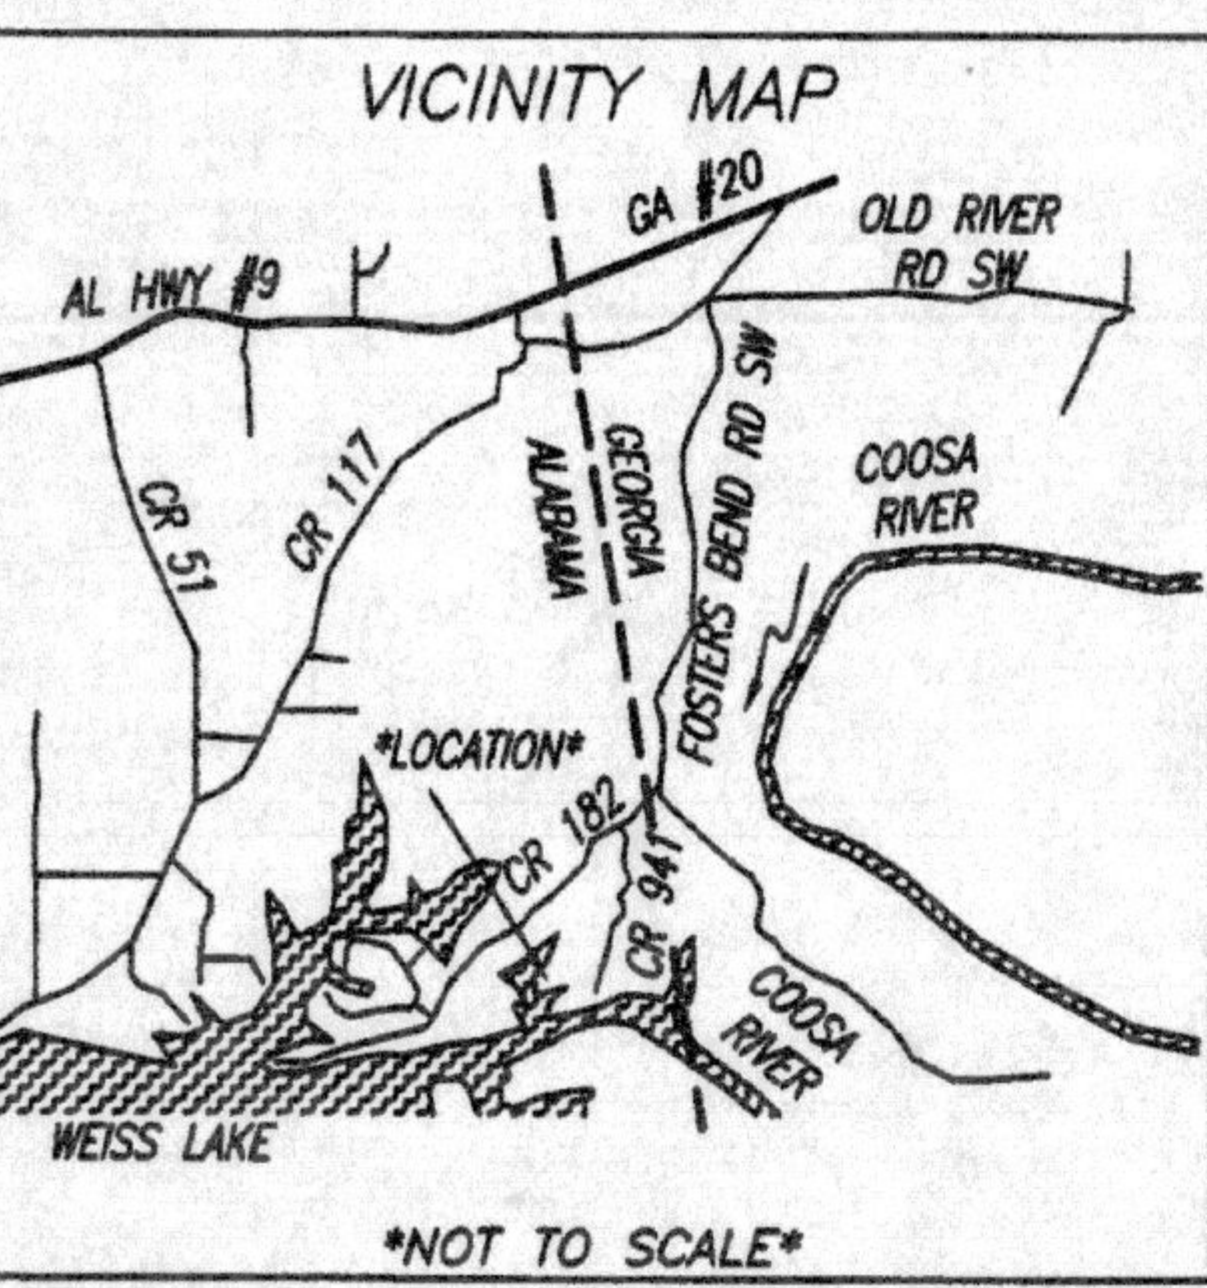 VICINITY MAP
GA #20
OLD RIVER
RD SW
AL HWY #9
CR 51
CR 117
ALABAMA
GEORGIA
FOSTERS BEND RD SW
COOSA
RIVER
*LOCATION*
CR 182
CR 941
COOSA
RIVER
WEISS LAKE
*NOT TO SCALE*